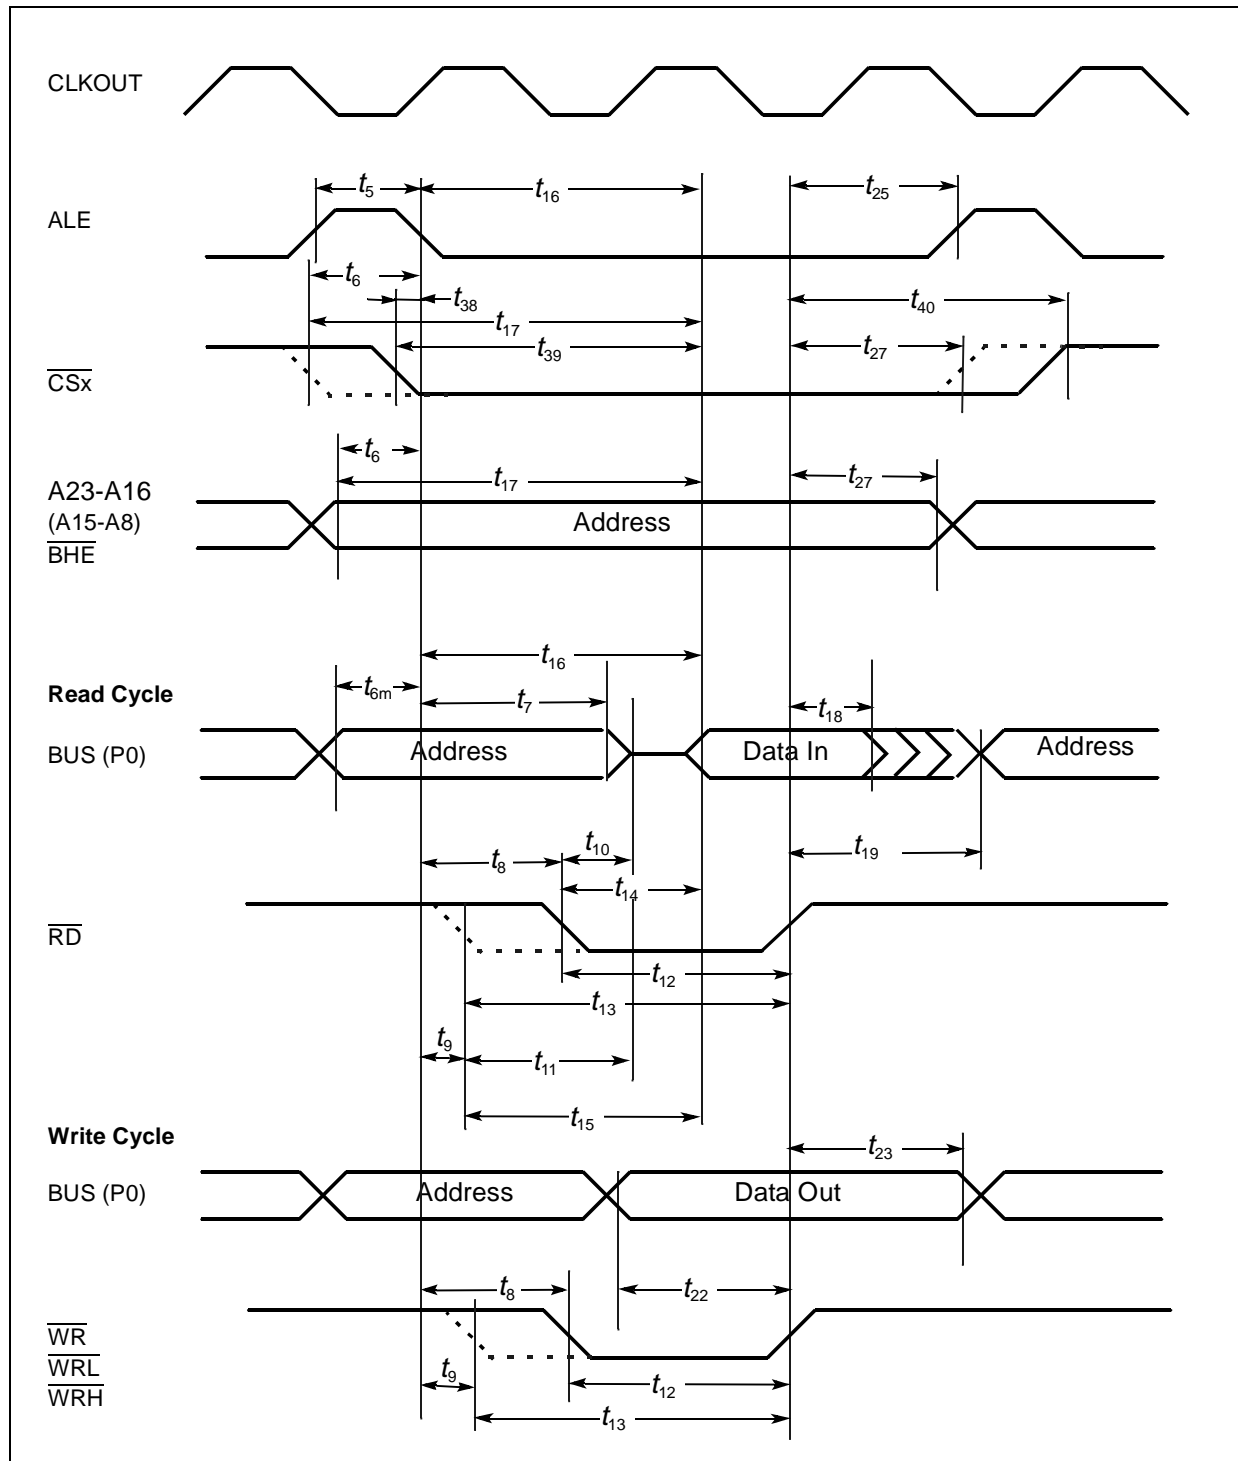 CLKOUT
t5 t16 t25
ALE
t6
t38 t40
t17
t39 t27
CSx
t6
t17 t27
A23-A16
(A15-A8) Address
BHE
t16
Read Cycle t6m t7 t18
BUS (P0) Address Data In Address
t10
t8 t19
t14
RD
t12
t13
t9
t11
t15
Write Cycle
t23
BUS (P0) Address Data Out
t8 t22
WR
WRL
t9 t12
WRH
t13